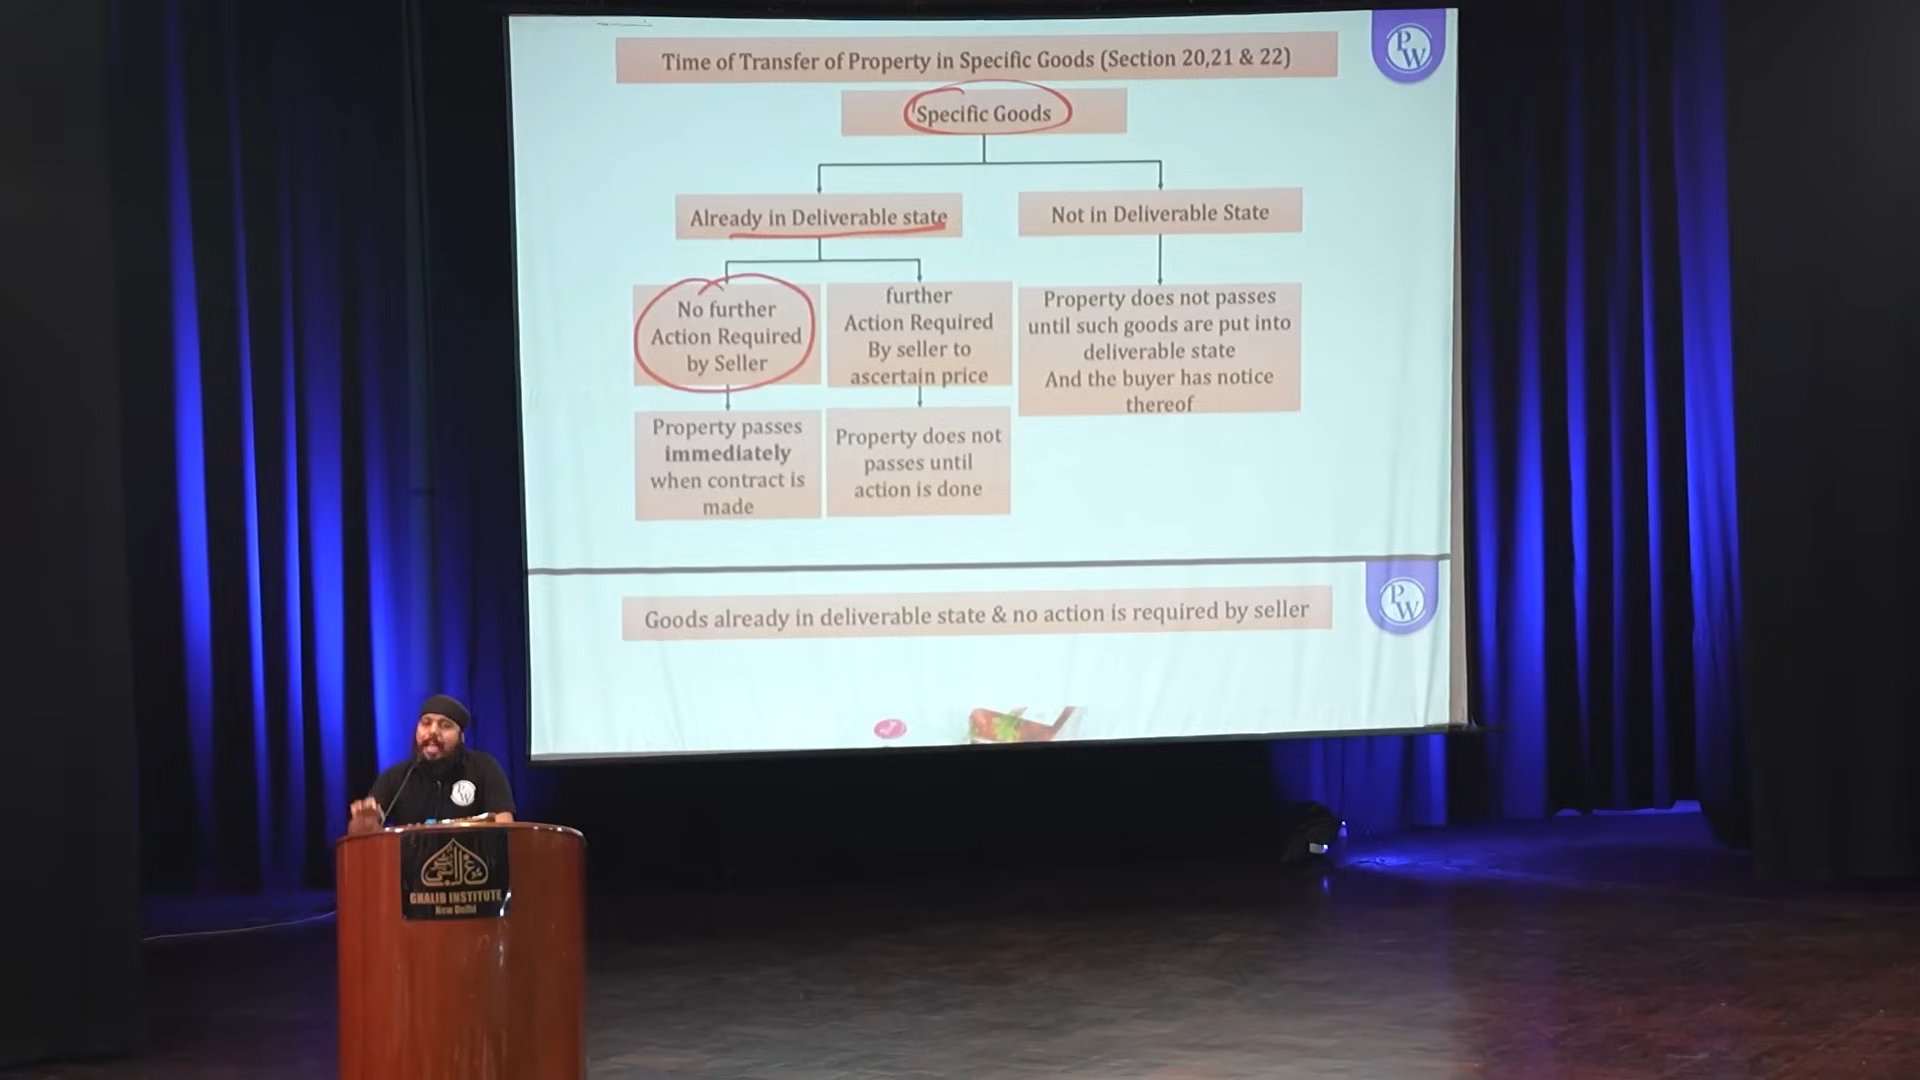 Time of Transfer of Property in Specific Goods (Section 20,21 & 22)
PW
Specific Goods
Already in Deliverable state
Not in Deliverable State
No further
Action Required
by Seller
further
Action Required
By seller to
ascertain price
Property does not passes
until such goods are put into
deliverable state
And the buyer has notice
thereof
Property passes
immediately
when contract is
made
Property does not
passes until
action is done
PW
Goods already in deliverable state & no action is required by seller
PW
GHALIB INSTITUTE
New Delhi